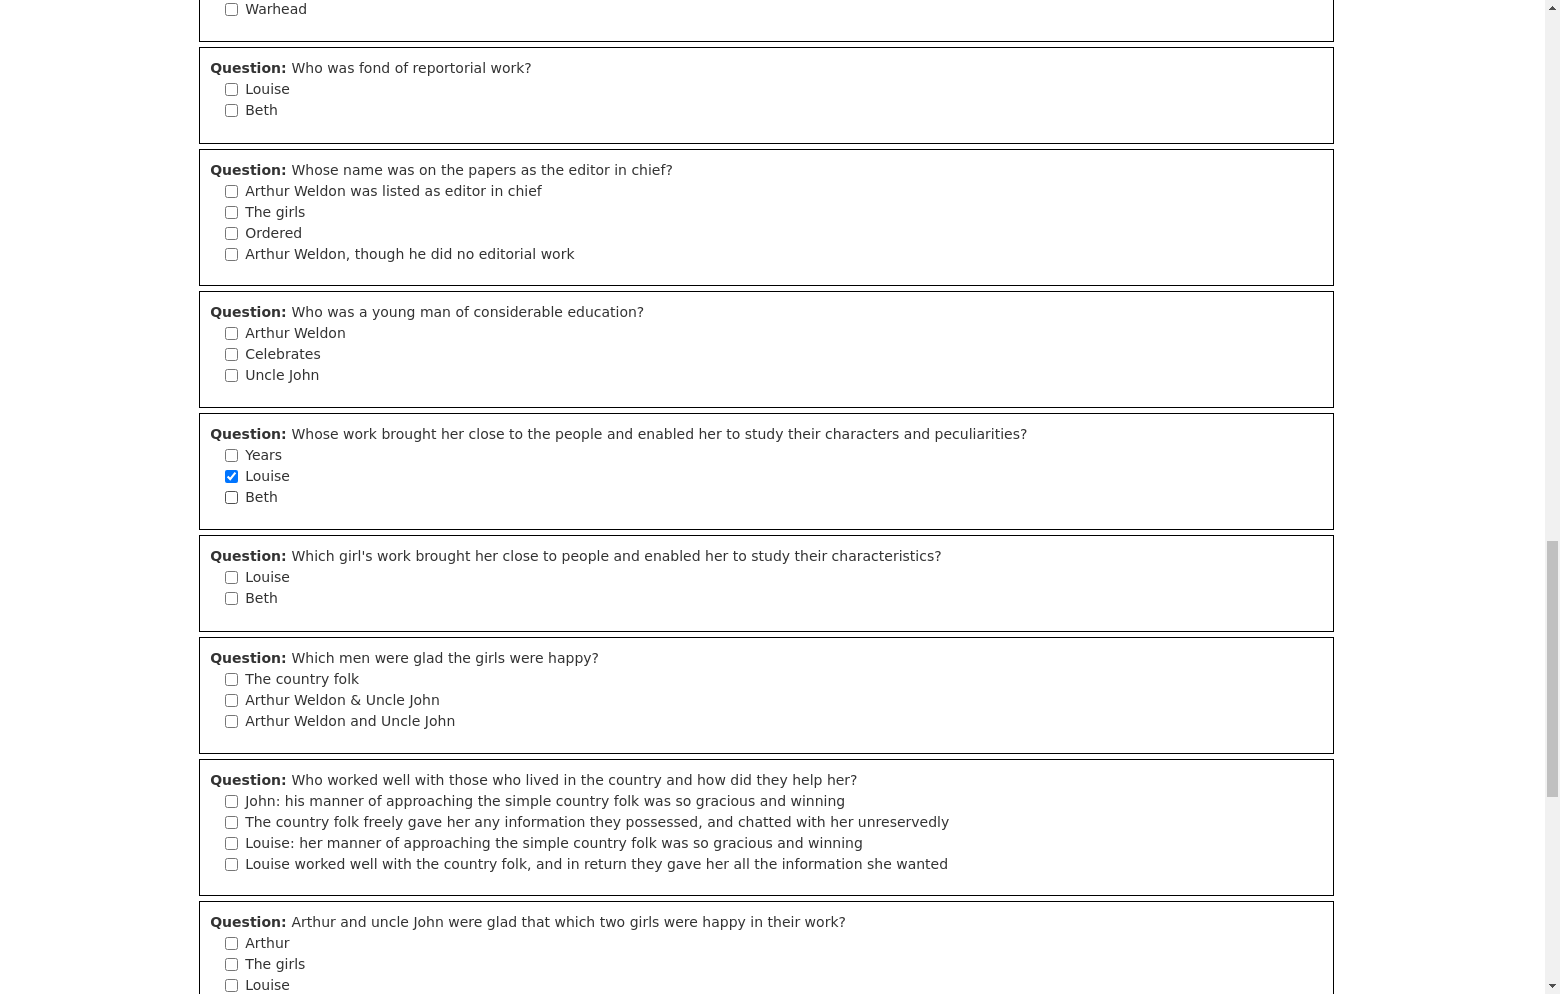 Warhead
Question: Who was fond of reportorial work?
Louise
Beth
Question: Whose name was on the papers as the editor in chief?
Arthur Weldon was listed as editor in chief
The girls
Ordered
Arthur Weldon, though he did no editorial work
Question: Who was a young man of considerable education?
Arthur Weldon
Celebrates
Uncle John
Question: Whose work brought her close to the people and enabled her to study their characters and peculiarities?
Years
Louise
Beth
Question: Which girl's work brought her close to people and enabled her to study their characteristics?
Louise
Beth
Question: Which men were glad the girls were happy?
The country folk
Arthur Weldon & Uncle John
Arthur Weldon and Uncle John
Question: Who worked well with those who lived in the country and how did they help her?
John: his manner of approaching the simple country folk was so gracious and winning
The country folk freely gave her any information they possessed, and chatted with her unreservedly
Louise: her manner of approaching the simple country folk was so gracious and winning
Louise worked well with the country folk, and in return they gave her all the information she wanted
Question: Arthur and uncle John were glad that which two girls were happy in their work?
Arthur
The girls
Louise